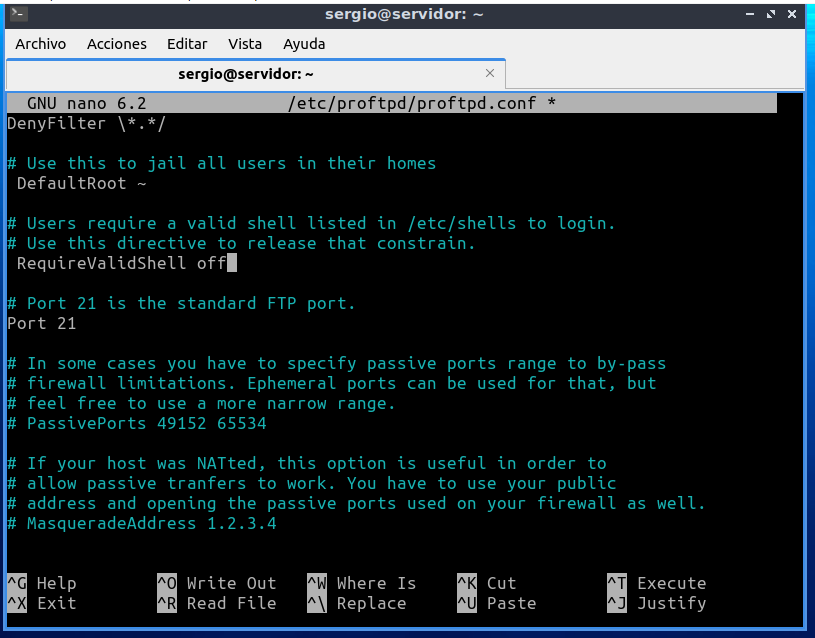 sergio@servidor: ~
Archivo Acciones Editar Vista Ayuda
sergio@servidor: ~
GNU nano 6.2 /etc/proftpd/proftpd.conf *
DenyFilter \*.*/
# Use this to jail all users in their homes
DefaultRoot ~
# Users require a valid shell listed in /etc/shells to login.
# Use this directive to release that constrain.
RequireValidShell off
# Port 21 is the standard FTP port.
Port 21
# In some cases you have to specify passive ports range to by-pass
# firewall limitations. Ephemeral ports can be used for that, but
# feel free to use a more narrow range.
# PassivePorts 49152 65534
# If your host was NATted, this option is useful in order to
# allow passive tranfers to work. You have to use your public
# address and opening the passive ports used on your firewall as well.
# MasqueradeAddress 1.2.3.4
^G Help ^O Write Out ^W Where Is ^K Cut ^T Execute
^X Exit ^R Read File ^\ Replace ^U Paste ^J Justify